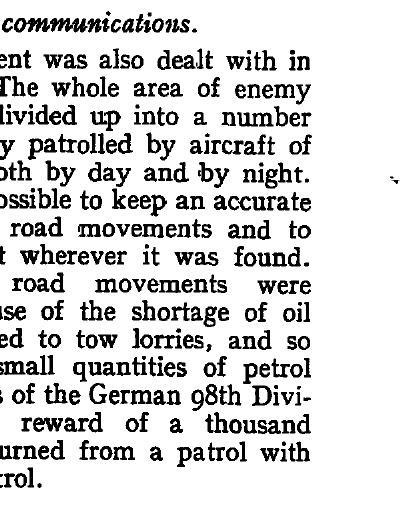 communications.
ent was also dealt with in
The whole area of enemy
divided up into a number
y patrolled by aircraft of
oth by day and by night.
ossible to keep an accurate
road movements and to
t wherever it was found.
road movements were
use of the shortage of oil
ed to tow lorries, and so
small quantities of petrol
s of the German 98th Divi-
reward of a thousand
urned from a patrol with
trol.